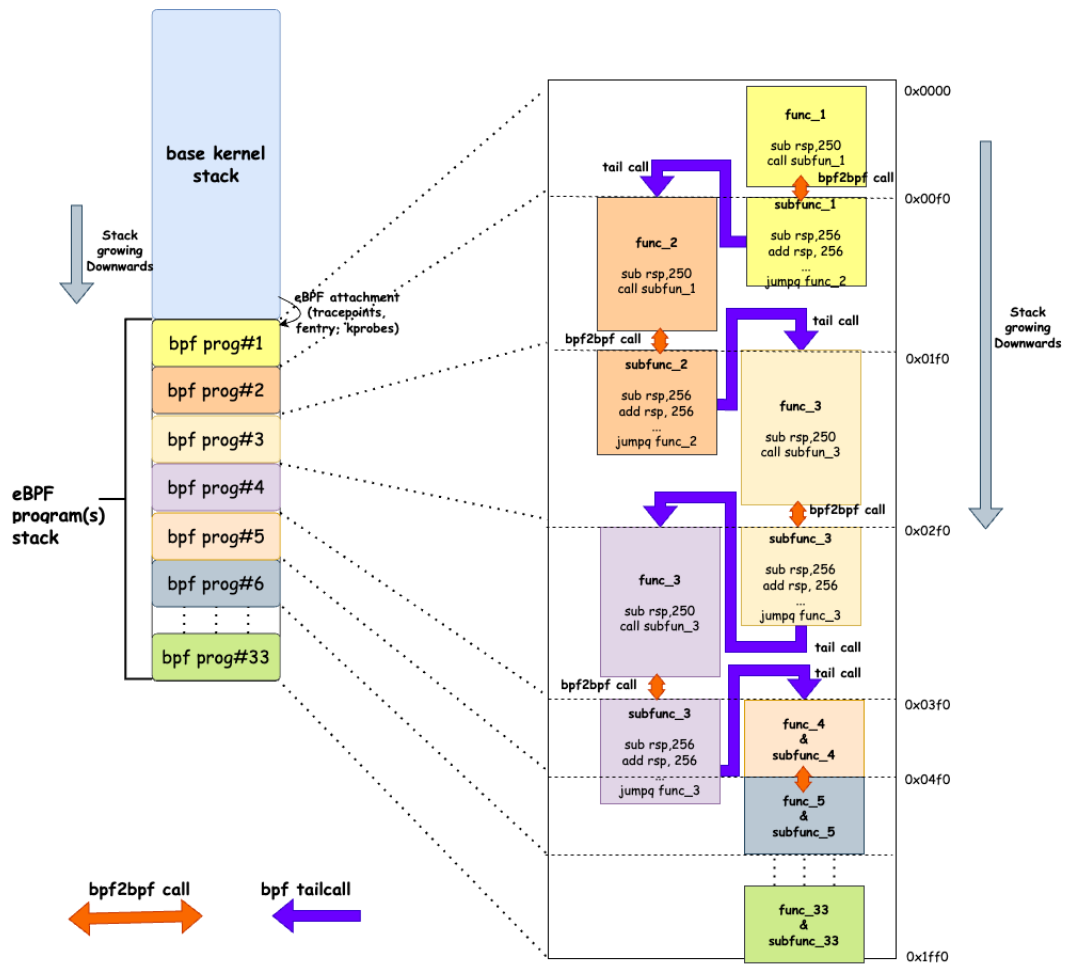 base kernel
stack
Stack
growing
Downwards
eBPF attachment
(tracepoints,
fentry; kprobes)
bpf prog#1
bpf prog#2
bpf prog#3
bpf prog#4
bpf prog#5
bpf prog#6
bpf prog#33
eBPF
program(s)
stack
bpf2bpf call
bpf tailcall
0x0000
func_1
sub rsp,250
call subfun_1
bpf2bpf call
tail call
0x00f0
subfunc_1
sub rsp,256
add rsp, 256
...
jumpq func_2
func_2
sub rsp,250
call subfun_1
bpf2bpf call
tail call
0x01f0
subfunc_2
sub rsp,256
add rsp, 256
...
jumpq func_2
func_3
sub rsp,250
call subfun_3
bpf2bpf call
0x02f0
subfunc_3
sub rsp,256
add rsp, 256
...
jumpq func_3
tail call
func_3
sub rsp,250
call subfun_3
bpf2bpf call
tail call
0x03f0
subfunc_3
sub rsp,256
add rsp, 256
...
jumpq func_3
func_4
&
subfunc_4
0x04f0
func_5
&
subfunc_5
func_33
&
subfunc_33
0x1ff0
Stack
growing
Downwards